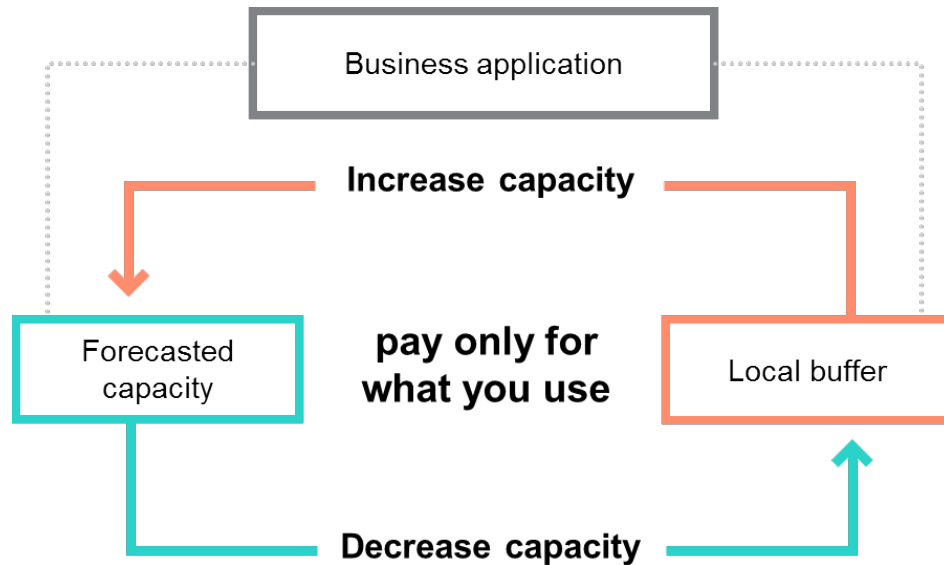 Business application
Increase capacity
Forecasted
capacity
pay only for
what you use
Local buffer
Decrease capacity